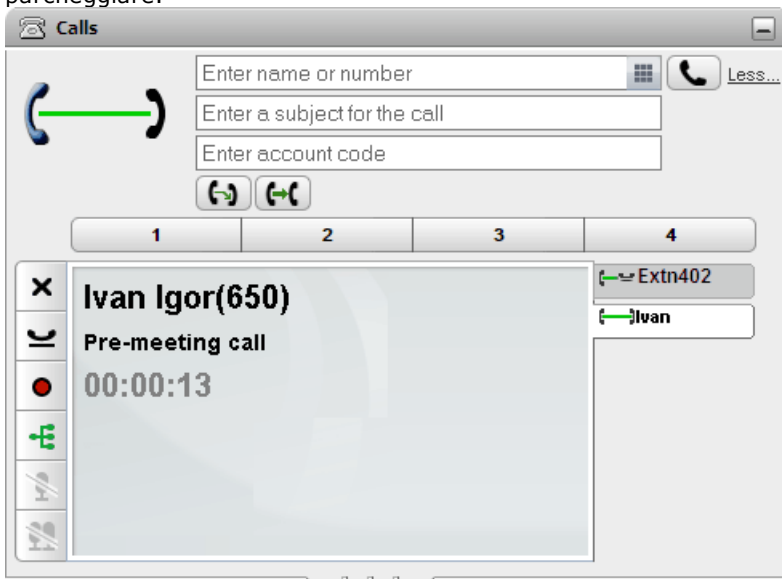 parcheggiare.
Calls
Enter name or number
Less...
Enter a subject for the call
Enter account code
1 2 3 4
Ivan Igor(650)
Pre-meeting call
00:00:13
Extn402
Ivan